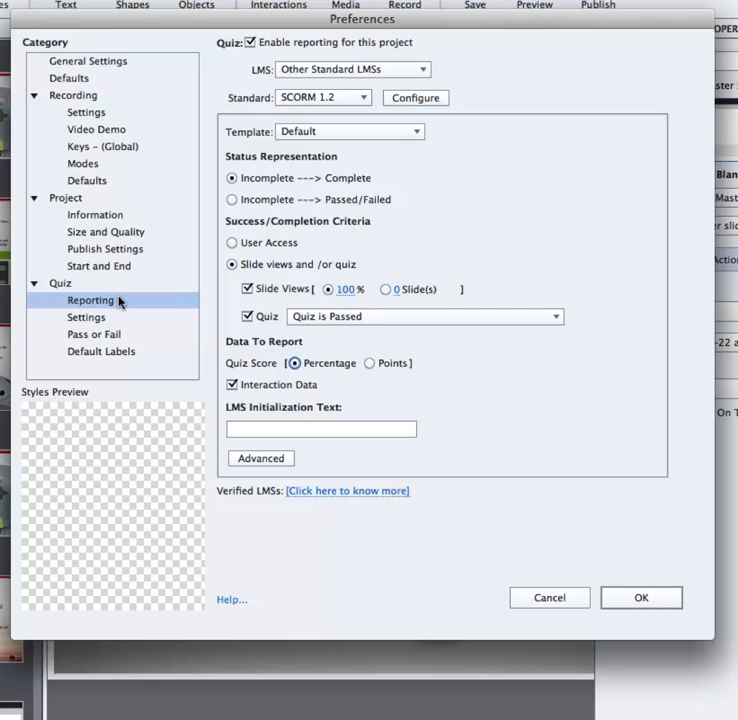 Text Shapes Objects Interactions Media Record Save Preview Publish
Preferences
Category
General Settings
Defaults
Recording
Settings
Video Demo
Keys - (Global)
Modes
Defaults
Project
Information
Size and Quality
Publish Settings
Start and End
Quiz
Reporting
Settings
Pass or Fail
Default Labels
Styles Preview
Quiz: Enable reporting for this project
LMS: Other Standard LMSs
Standard: SCORM 1.2 Configure
Template: Default
Status Representation
Incomplete ---> Complete
Incomplete ---> Passed/Failed
Success/Completion Criteria
User Access
Slide views and /or quiz
Slide Views [ 100 % 0 Slide(s) ]
Quiz Quiz is Passed
Data To Report
Quiz Score [ Percentage Points ]
Interaction Data
LMS Initialization Text:
Advanced
Verified LMSs: [Click here to know more]
Help... Cancel OK